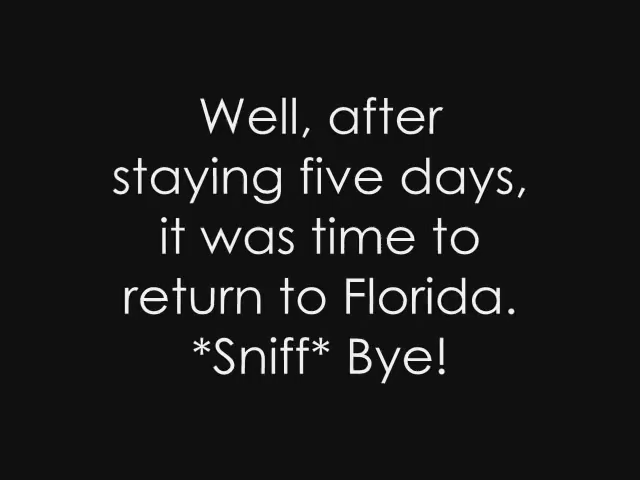 Well, after
staying five days,
it was time to
return to Florida.
*Sniff* Bye!